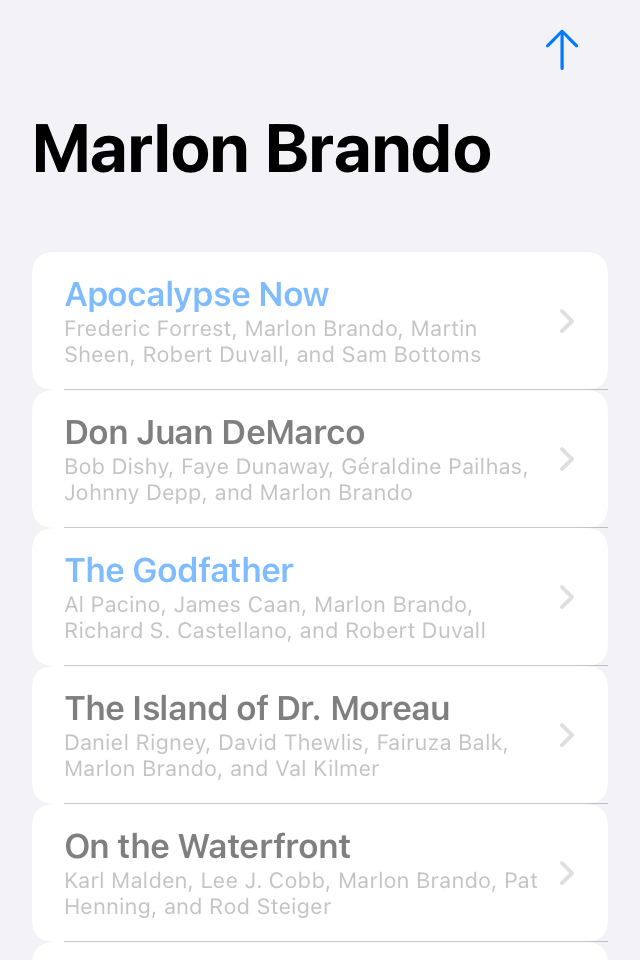 Marlon Brando
Apocalypse Now
Frederic Forrest, Marlon Brando, Martin
Sheen, Robert Duvall, and Sam Bottoms
Don Juan DeMarco
Bob Dishy, Faye Dunaway, Géraldine Pailhas,
Johnny Depp, and Marlon Brando
The Godfather
Al Pacino, James Caan, Marlon Brando,
Richard S. Castellano, and Robert Duvall
The Island of Dr. Moreau
Daniel Rigney, David Thewlis, Fairuza Balk,
Marlon Brando, and Val Kilmer
On the Waterfront
Karl Malden, Lee J. Cobb, Marlon Brando, Pat
Henning, and Rod Steiger